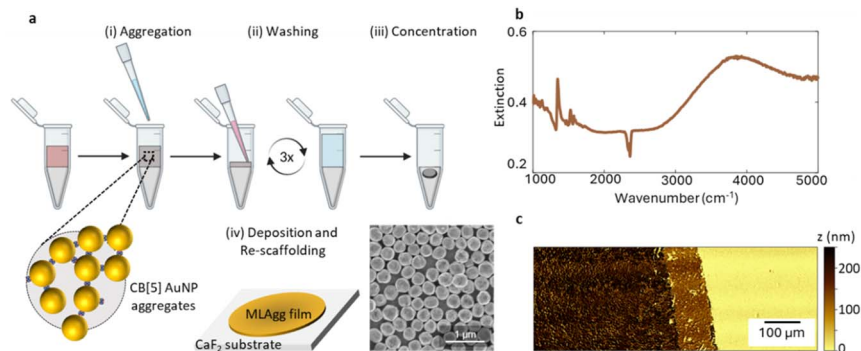 a
(i) Aggregation
(ii) Washing
(iii) Concentration
3x
CB[5] AuNP
aggregates
(iv) Deposition and
Re-scaffolding
MLAgg film
CaF₂ substrate
1 µm
b
0.6
0.4
0.2
Extinction
1000
2000
3000
4000
5000
Wavenumber (cm⁻¹)
c
z (nm)
200
100
0
100 µm